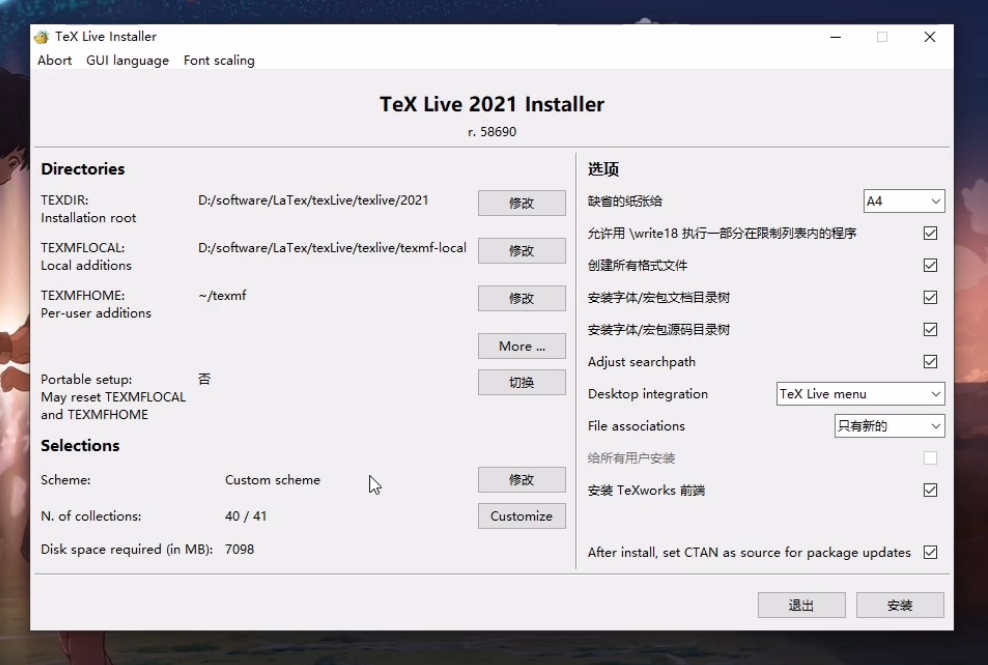 TeX Live Installer
Abort GUI language Font scaling
TeX Live 2021 Installer
r. 58690
Directories
TEXDIR: D:/software/LaTex/texLive/texlive/2021 修改
Installation root
TEXMFLOCAL: D:/software/LaTex/texLive/texlive/texmf-local 修改
Local additions
TEXMFHOME: ~/texmf 修改
Per-user additions
More ...
Portable setup: 否 切换
May reset TEXMFLOCAL
and TEXMFHOME
Selections
Scheme: Custom scheme 修改
N. of collections: 40 / 41 Customize
Disk space required (in MB): 7098
选项
缺省的纸张给 A4
允许用 \write18 执行一部分在限制列表内的程序
创建所有格式文件
安装字体/宏包文档目录树
安装字体/宏包源码目录树
Adjust searchpath
Desktop integration TeX Live menu
File associations 只有新的
给所有用户安装
安装 TeXworks 前端
After install, set CTAN as source for package updates
退出 安装